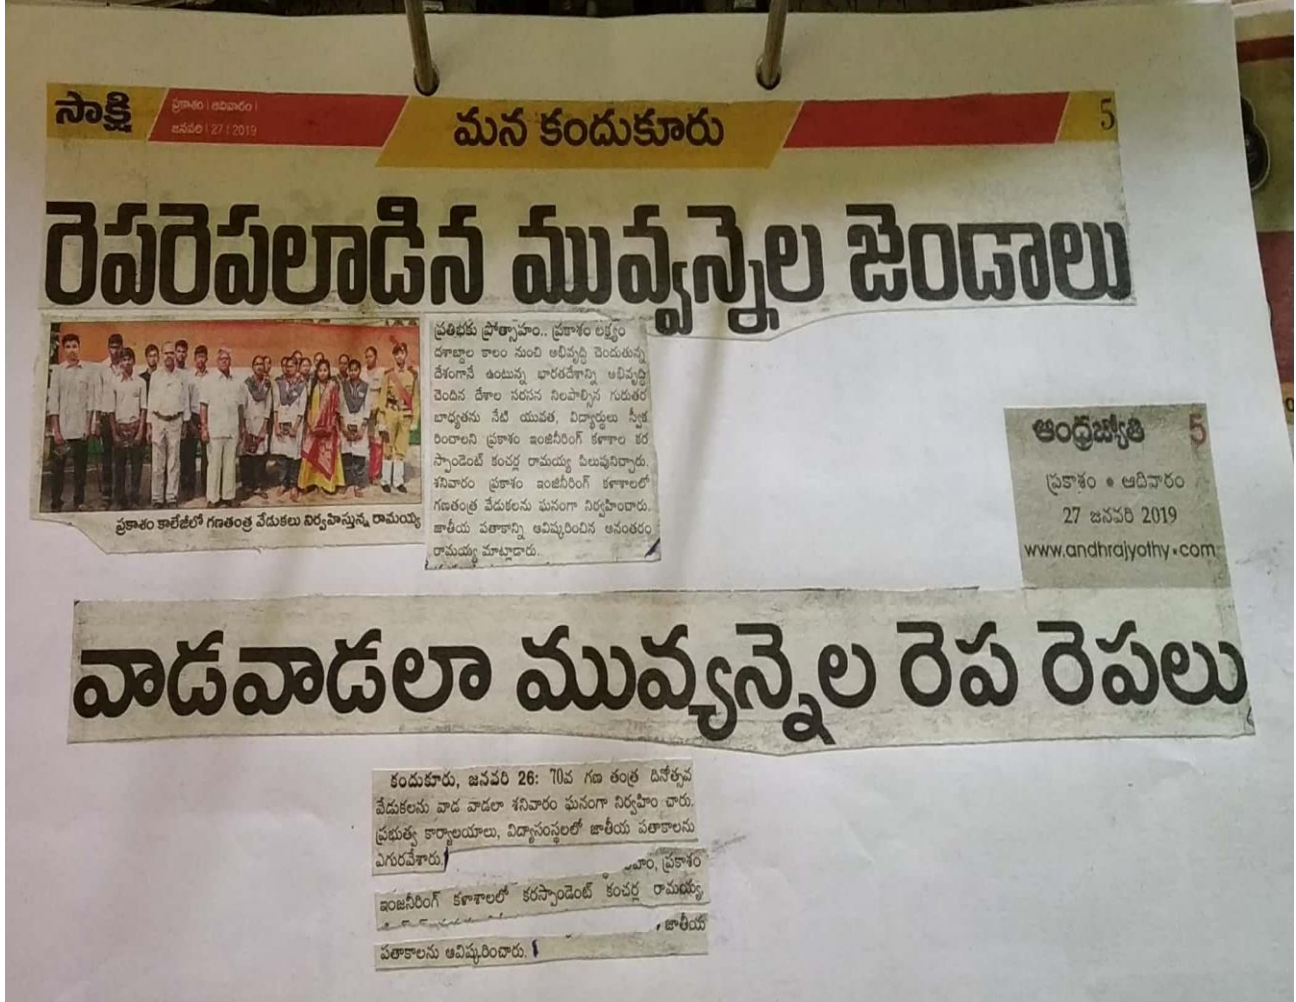 సాక్షి
ప్రకాశం | ఆదివారం |
జనవరి | 27 | 2019
మన కందుకూరు
5
రెపరెపలాడిన మువ్వన్నెల జెండాలు
ప్రకాశం కాలేజీలో గణతంత్ర వేడుకలు నిర్వహిస్తున్న రామయ్య
ప్రతిభకు ప్రోత్సాహం.. ప్రకాశం లక్ష్యం
దశాబ్దాల కాలం నుంచి అభివృద్ధి చెందుతున్న
దేశంగానే ఉంటున్న భారతదేశాన్ని అభివృద్ధి
చెందిన దేశాల సరసన నిలపాల్సిన గురుతర
బాధ్యతను నేటి యువత, విద్యార్థులు స్వీక
రించాలని ప్రకాశం ఇంజినీరింగ్ కళాశాల కర
స్పాండెంట్ కంచర్ల రామయ్య పిలుపునిచ్చారు.
శనివారం ప్రకాశం ఇంజినీరింగ్ కళాశాలలో
గణతంత్ర వేడుకలను ఘనంగా నిర్వహించారు.
జాతీయ పతాకాన్ని ఆవిష్కరించిన అనంతరం
రామయ్య మాట్లాడారు.
ఆంధ్రజ్యోతి 5
ప్రకాశం • ఆదివారం
27 జనవరి 2019
www.andhrajyothy.com
వాడవాడలా మువ్వన్నెల రెప రెపలు
కందుకూరు, జనవరి 26: 70వ గణ తంత్ర దినోత్సవ
వేడుకలను వాడ వాడలా శనివారం ఘనంగా నిర్వహిం చారు.
ప్రభుత్వ కార్యాలయాలు, విద్యాసంస్థలలో జాతీయ పతాకాలను
ఎగురవేశారు.
ప్రకాశం
ఇంజనీరింగ్ కళాశాలలో కరస్పాండెంట్ కంచర్ల రామయ్య
జాతీయ
పతాకాలను ఆవిష్కరించారు.